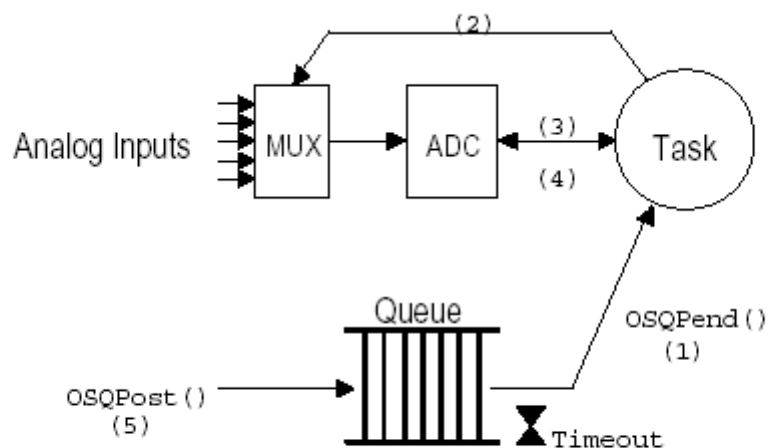 (2)
Analog Inputs
MUX
ADC
(3)
(4)
Task
Queue
OSQPend()
(1)
OSQPost()
(5)
Timeout